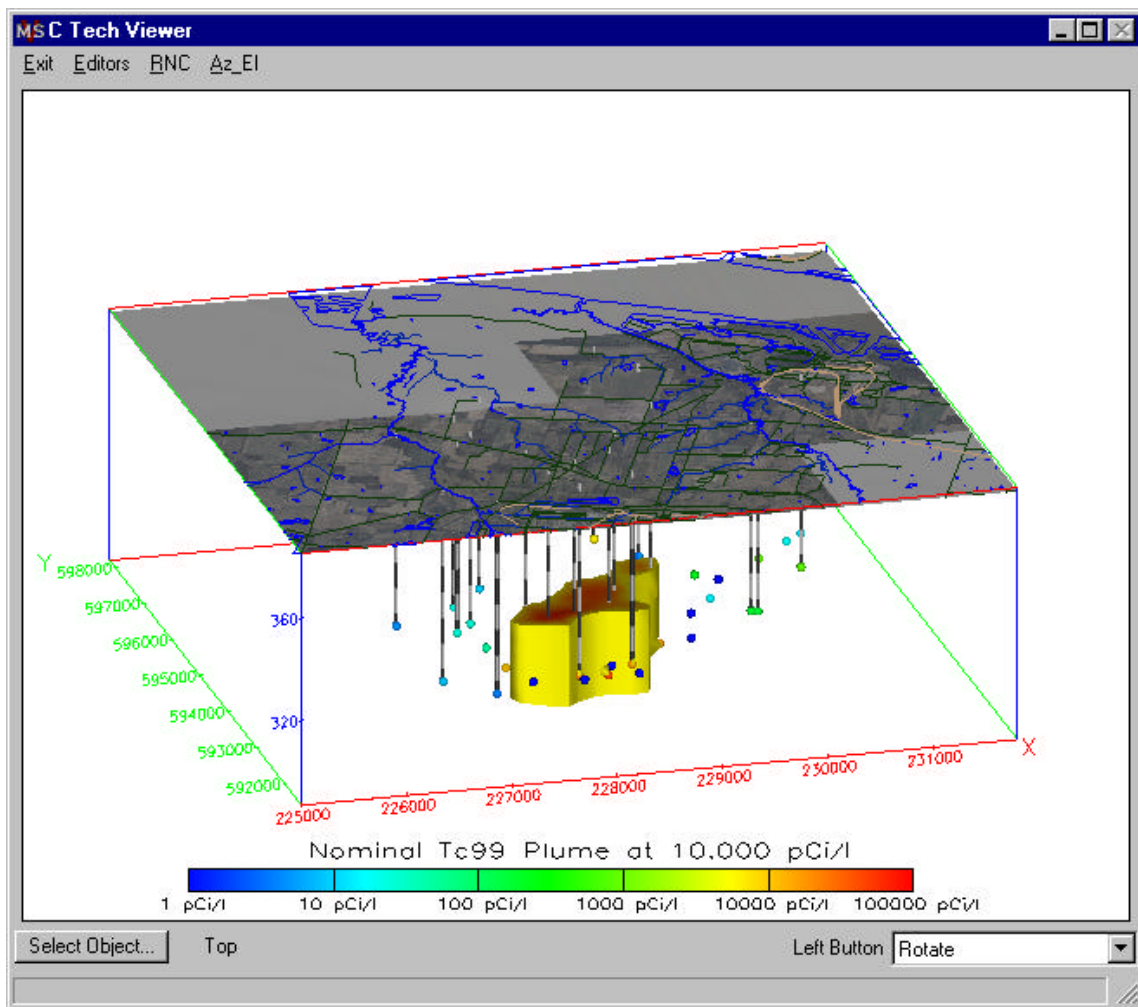 C Tech Viewer
Exit Editors RNC Az_El
Y
598000
597000
596000
595000
594000
593000
592000
360
320
X
225000 226000 227000 228000 229000 230000 231000
Nominal Tc99 Plume at 10,000 pCi/l
1 pCi/l 10 pCi/l 100 pCi/l 1000 pCi/l 10000 pCi/l 100000 pCi/l
Select Object... Top Left Button Rotate